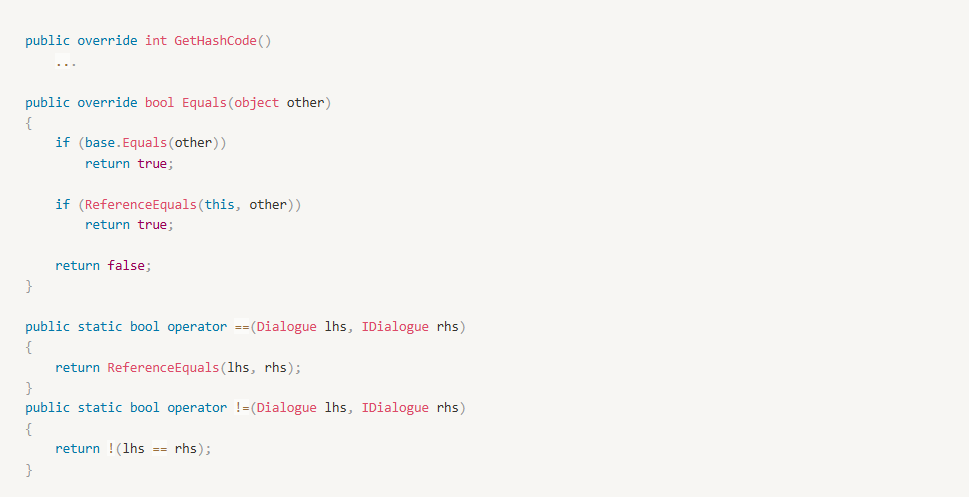 public override int GetHashCode()
    ...
public override bool Equals(object other)
{
    if (base.Equals(other))
        return true;
    if (ReferenceEquals(this, other))
        return true;
    return false;
}
public static bool operator ==(Dialogue lhs, IDialogue rhs)
{
    return ReferenceEquals(lhs, rhs);
}
public static bool operator !=(Dialogue lhs, IDialogue rhs)
{
    return !(lhs == rhs);
}